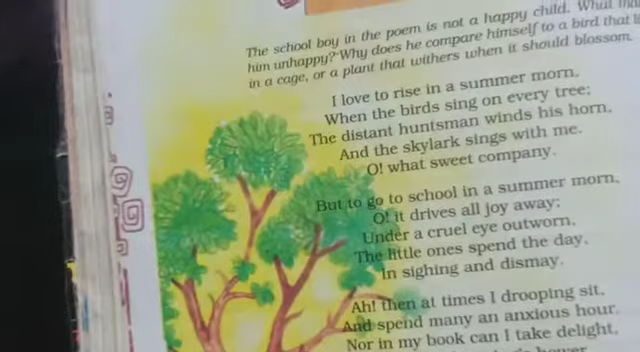 The school boy in the poem is not a happy child. What
him unhappy? Why does he compare himself to a bird that
in a cage, or a plant that withers when it should blossom.
I love to rise in a summer morn,
When the birds sing on every tree;
The distant huntsman winds his horn,
And the skylark sings with me.
O! what sweet company.
But to go to school in a summer morn,
O! it drives all joy away;
Under a cruel eye outworn,
The little ones spend the day,
In sighing and dismay.
Ah! then at times I drooping sit,
And spend many an anxious hour.
Nor in my book can I take delight,
bower